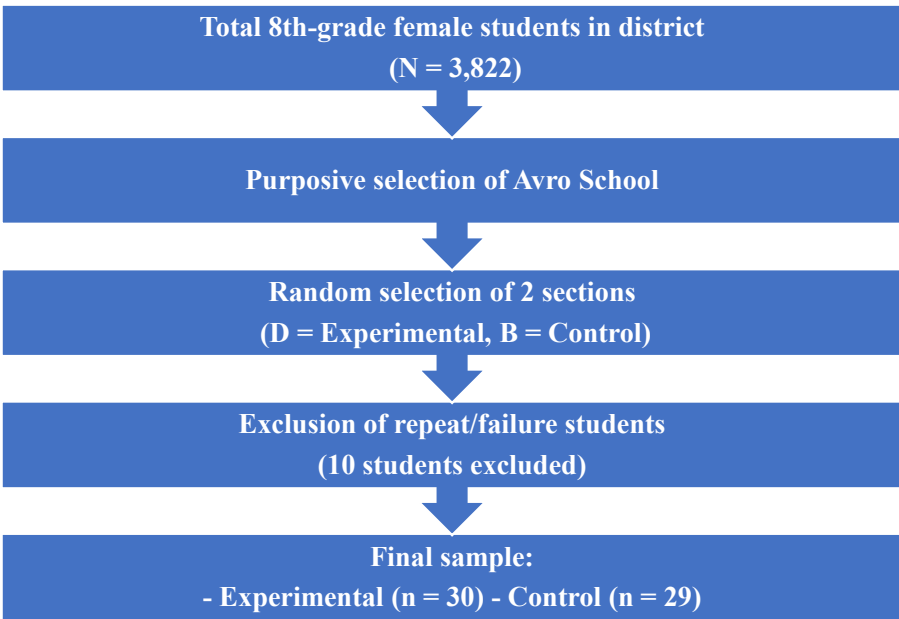 Total 8th-grade female students in district
(N = 3,822)
Purposive selection of Avro School
Random selection of 2 sections
(D = Experimental, B = Control)
Exclusion of repeat/failure students
(10 students excluded)
Final sample:
- Experimental (n = 30) - Control (n = 29)